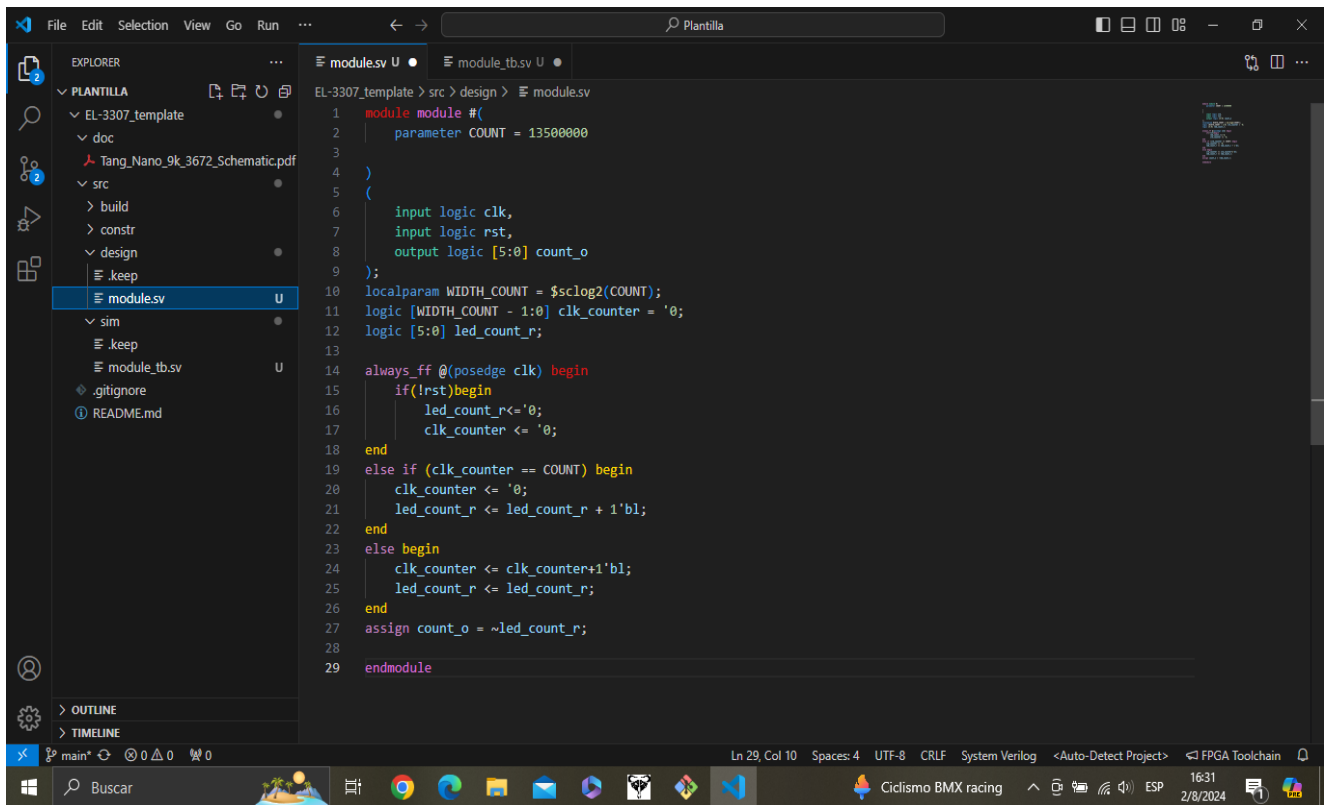 File Edit Selection View Go Run ··· ← → Plantilla
EXPLORER ···
module.sv U ●
module_tb.sv U ●
PLANTILLA
EL-3307_template > src > design > module.sv
EL-3307_template
doc
Tang_Nano_9k_3672_Schematic.pdf
src
build
constr
design
.keep
module.sv U
sim
.keep
module_tb.sv U
.gitignore
README.md
OUTLINE
TIMELINE
2
2
1 module module #(
2 parameter COUNT = 13500000
3
4 )
5 (
6 input logic clk,
7 input logic rst,
8 output logic [5:0] count_o
9 );
10 localparam WIDTH_COUNT = $sclog2(COUNT);
11 logic [WIDTH_COUNT - 1:0] clk_counter = '0;
12 logic [5:0] led_count_r;
13
14 always_ff @(posedge clk) begin
15 if(!rst)begin
16 led_count_r<='0;
17 clk_counter <= '0;
18 end
19 else if (clk_counter == COUNT) begin
20 clk_counter <= '0;
21 led_count_r <= led_count_r + 1'bl;
22 end
23 else begin
24 clk_counter <= clk_counter+1'bl;
25 led_count_r <= led_count_r;
26 end
27 assign count_o = ~led_count_r;
28
29 endmodule
main* 0 0 0 Ln 29, Col 10 Spaces: 4 UTF-8 CRLF System Verilog <Auto-Detect Project> FPGA Toolchain
Buscar Ciclismo BMX racing ESP 16:31
2/8/2024 1